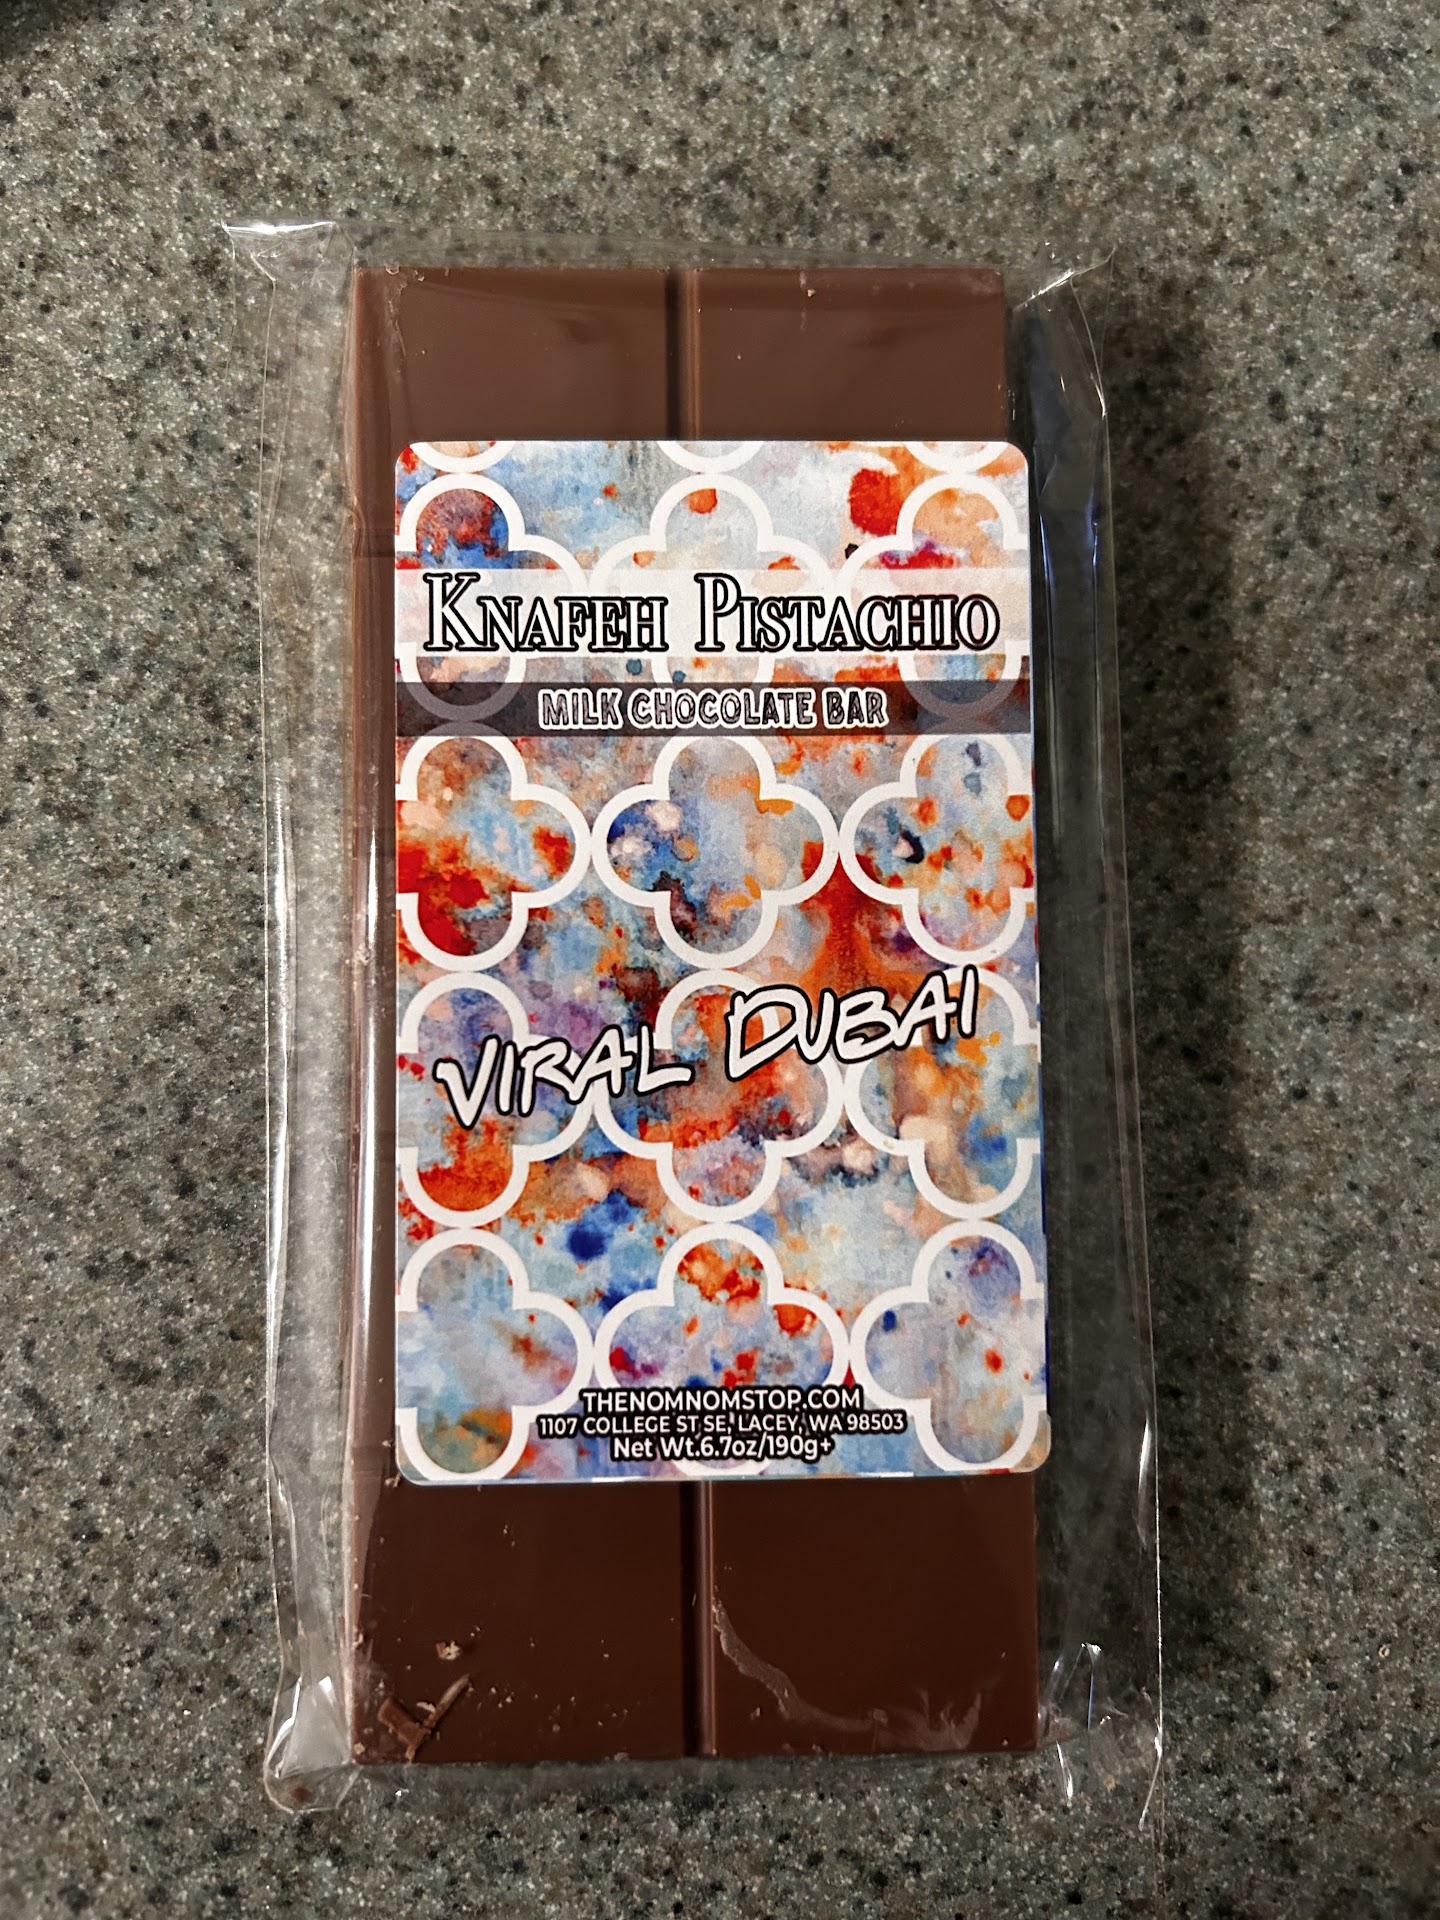 KNAFEH PISTACHIO
MILK CHOCOLATE BAR
VIRAL DUBAI
THENOMNOMSTOP.COM
1107 COLLEGE ST SE, LACEY, WA 98503
Net Wt.6.7oz/190g+